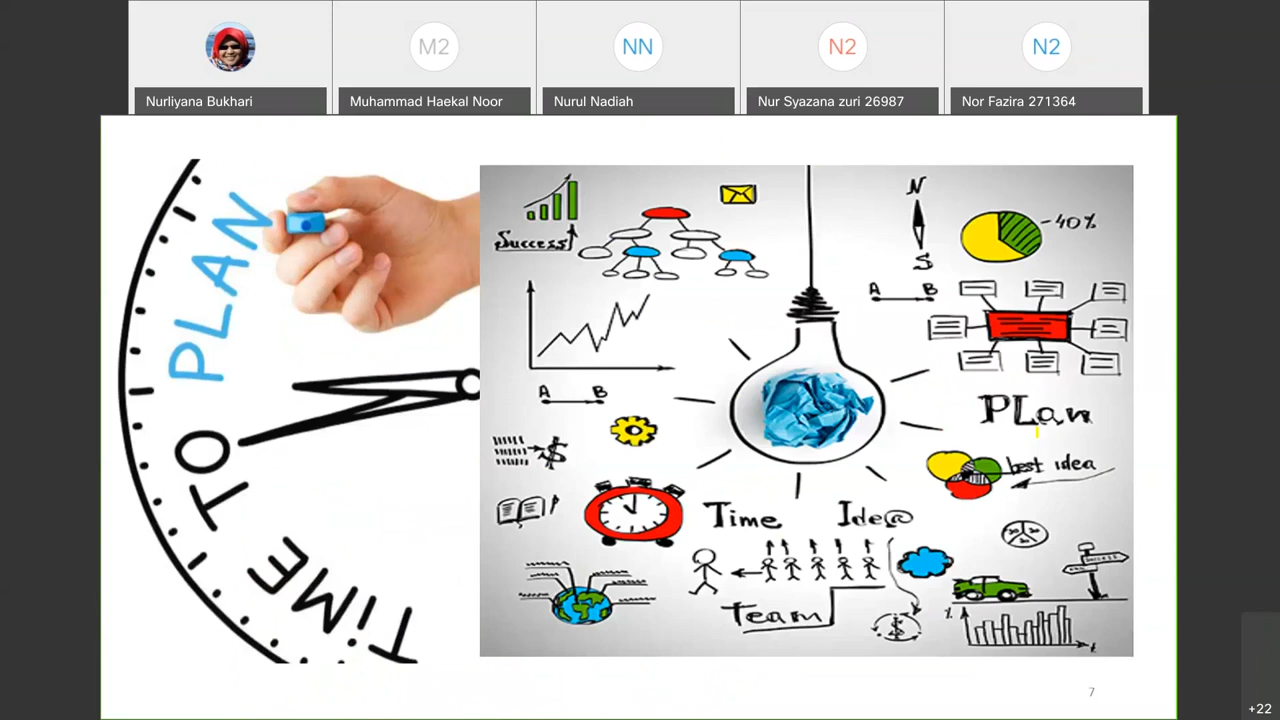 M2
NN
N2
N2
Nurliyana Bukhari
Muhammad Haekal Noor
Nurul Nadiah
Nur Syazana zuri 26987
Nor Fazira 271364
TiME TO PLAN
Success
N
S
40%
A B
A B
$
PLan
best idea
Time
Ide@
Team
$
Success
%
t
7
+22